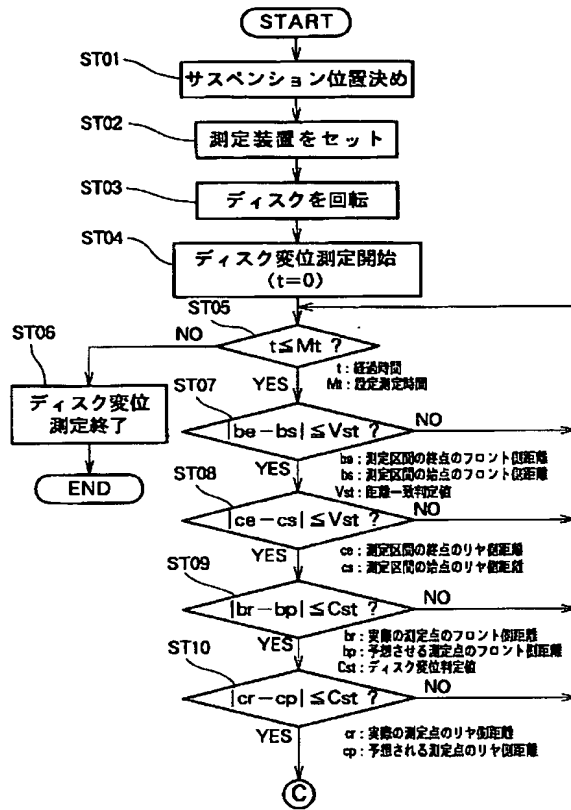 START
ST01
サスペンション位置決め
ST02
測定装置をセット
ST03
ディスクを回転
ST04
ディスク変位測定開始
(t=0)
ST05
ST06
NO
t≦Mt ?
t:経過時間
Mt:設定測定時間
YES
ディスク変位
測定終了
END
ST07
|be-bs|≦Vst ?
NO
be:測定区間の終点のフロント側距離
bs:測定区間の始点のフロント側距離
Vst:距離一致判定値
YES
ST08
|ce-cs|≦Vst ?
NO
ce:測定区間の終点のリヤ側距離
cs:測定区間の始点のリヤ側距離
YES
ST09
|br-bp|≦Cst ?
NO
br:実際の測定点のフロント側距離
bp:予想させる測定点のフロント側距離
Cst:ディスク変位判定値
YES
ST10
|cr-cp|≦Cst ?
NO
cr:実際の測定点のリヤ側距離
cp:予想される測定点のリヤ側距離
YES
C